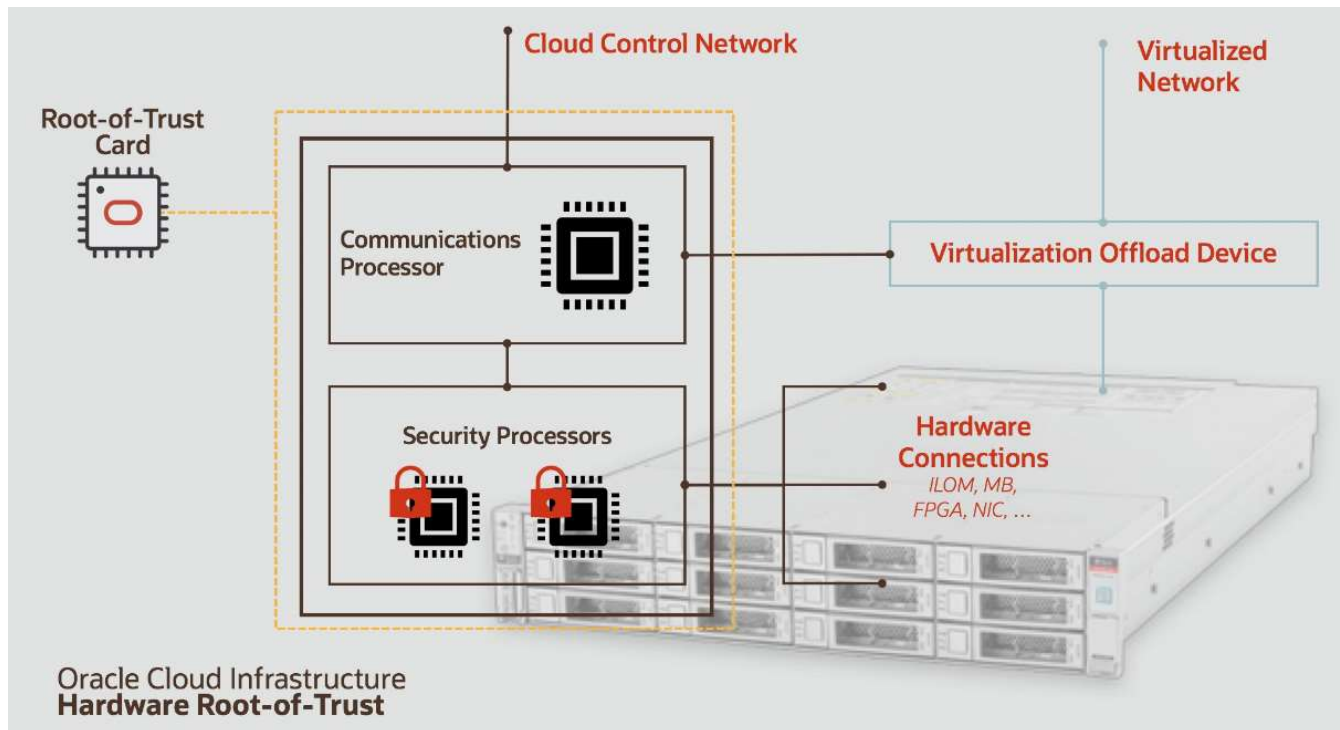 Cloud Control Network
Virtualized
Network
Root-of-Trust
Card
Communications
Processor
Virtualization Offload Device
Security Processors
Hardware
Connections
ILOM, MB,
FPGA, NIC, ...
Oracle Cloud Infrastructure
Hardware Root-of-Trust